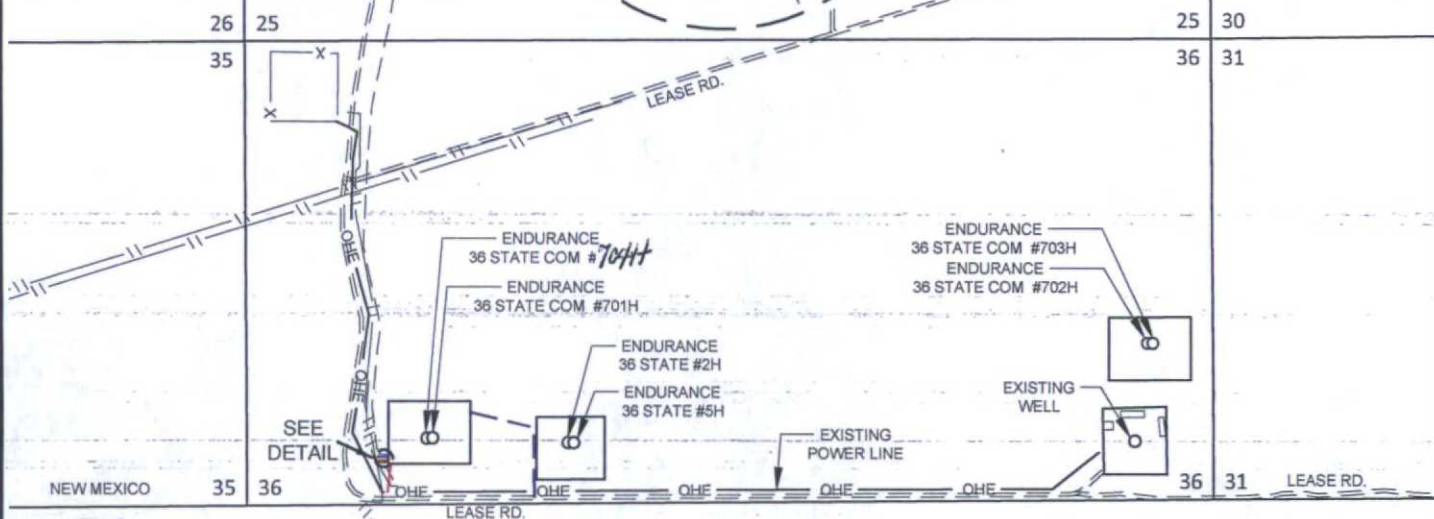 26 25
25 30
35
36 31
X
X
LEASE RD.
OHE
OHE
ENDURANCE
36 STATE COM #704H
ENDURANCE
36 STATE COM #701H
ENDURANCE
36 STATE COM #703H
ENDURANCE
36 STATE COM #702H
ENDURANCE
36 STATE #2H
ENDURANCE
36 STATE #5H
EXISTING
WELL
SEE
DETAIL
EXISTING
POWER LINE
NEW MEXICO
35 36
OHE OHE OHE OHE OHE
36 31
LEASE RD.
LEASE RD.